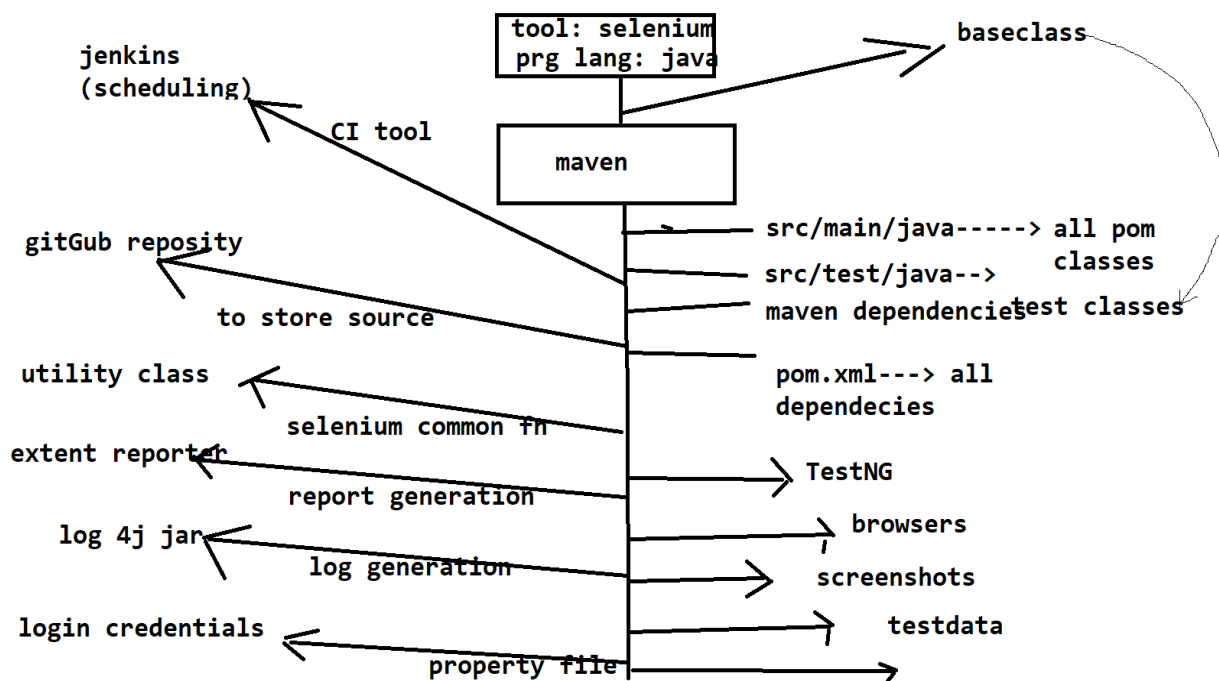 tool: selenium
prg lang: java
baseclass
jenkins
(scheduling)
CI tool
maven
src/main/java-----> all pom
classes
gitGub reposity
src/test/java-->
maven dependencies
test classes
to store source
pom.xml---> all
dependecies
utility class
selenium common fn
extent reporter
TestNG
report generation
browsers
log 4j jar
log generation
screenshots
login credentials
testdata
property file